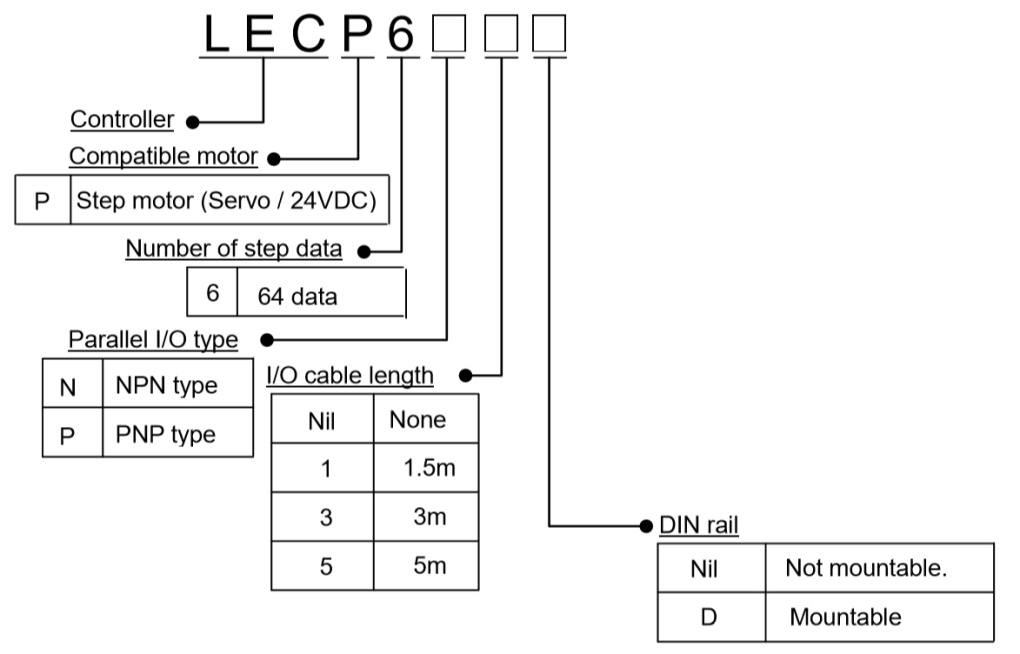 LECP6□□□
Controller
Compatible motor
P Step motor (Servo / 24VDC)
Number of step data
6 64 data
Parallel I/O type
N NPN type
P PNP type
I/O cable length
Nil None
1 1.5m
3 3m
5 5m
DIN rail
Nil Not mountable.
D Mountable